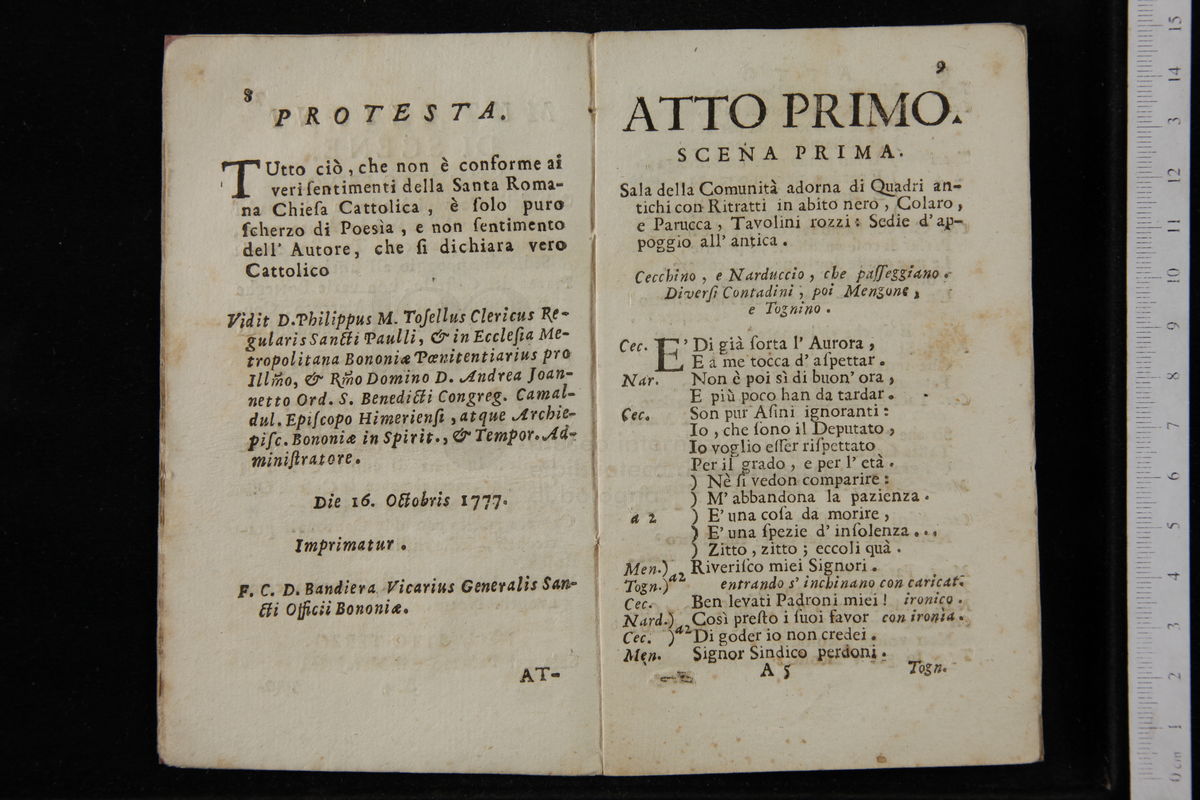 8
PROTESTA.
TUtto ciò, che non è conforme ai
veri ſentimenti della Santa Roma-
na Chieſa Cattolica, è ſolo puro
ſcherzo di Poesia, e non ſentimento
dell' Autore, che ſi dichiara vero
Cattolico
Vidit D. Philippus M. Toſellus Clericus Re-
gularis Sancti Paulli, & in Eccleſia Me-
tropolitana Bononiæ Pœnitentiarius pro
Illm̃o, & Rm̃o Domino D. Andrea Joan-
netto Ord. S. Benedicti Congreg. Camal-
dul. Epiſcopo Himerienſi, atque Archie-
piſc. Bononiæ in Spirit., & Tempor. Ad-
miniſtratore.
Die 16. Octobris 1777.
Imprimatur.
F. C. D. Bandiera Vicarius Generalis San-
cti Officii Bononiæ.
AT-
9
ATTO PRIMO.
SCENA PRIMA.
Sala della Comunità adorna di Quadri an-
tichi con Ritratti in abito nero, Colaro,
e Parucca, Tavolini rozzi: Sedie d'ap-
poggio all' antica.
Cecchino, e Narduccio, che paſſeggiano.
Diverſi Contadini, poi Mengone,
e Tognino.
Cec. E' Di già ſorta l' Aurora,
E a me tocca d' aſpettar.
Nar. Non è poi sì di buon' ora,
E più poco han da tardar.
Cec. Son pur Aſini ignoranti:
Io, che ſono il Deputato,
Io voglio eſſer riſpettato
Per il grado, e per l' età.
) Nè ſi vedon comparire:
) M' abbandona la pazienza.
a 2 ) E' una coſa da morire,
) E' una ſpezie d' inſolenza...
) Zitto, zitto; eccoli quà.
Men.) a2 Riveriſco miei Signori.
Togn.) entrando s' inchinano con caricat.
Cec. Ben levati Padroni miei! ironico.
Nard.) a2 Così preſto i ſuoi favor con ironia.
Cec. ) Di goder io non credei.
Men. Signor Sindico perdoni.
A 5 Togn.